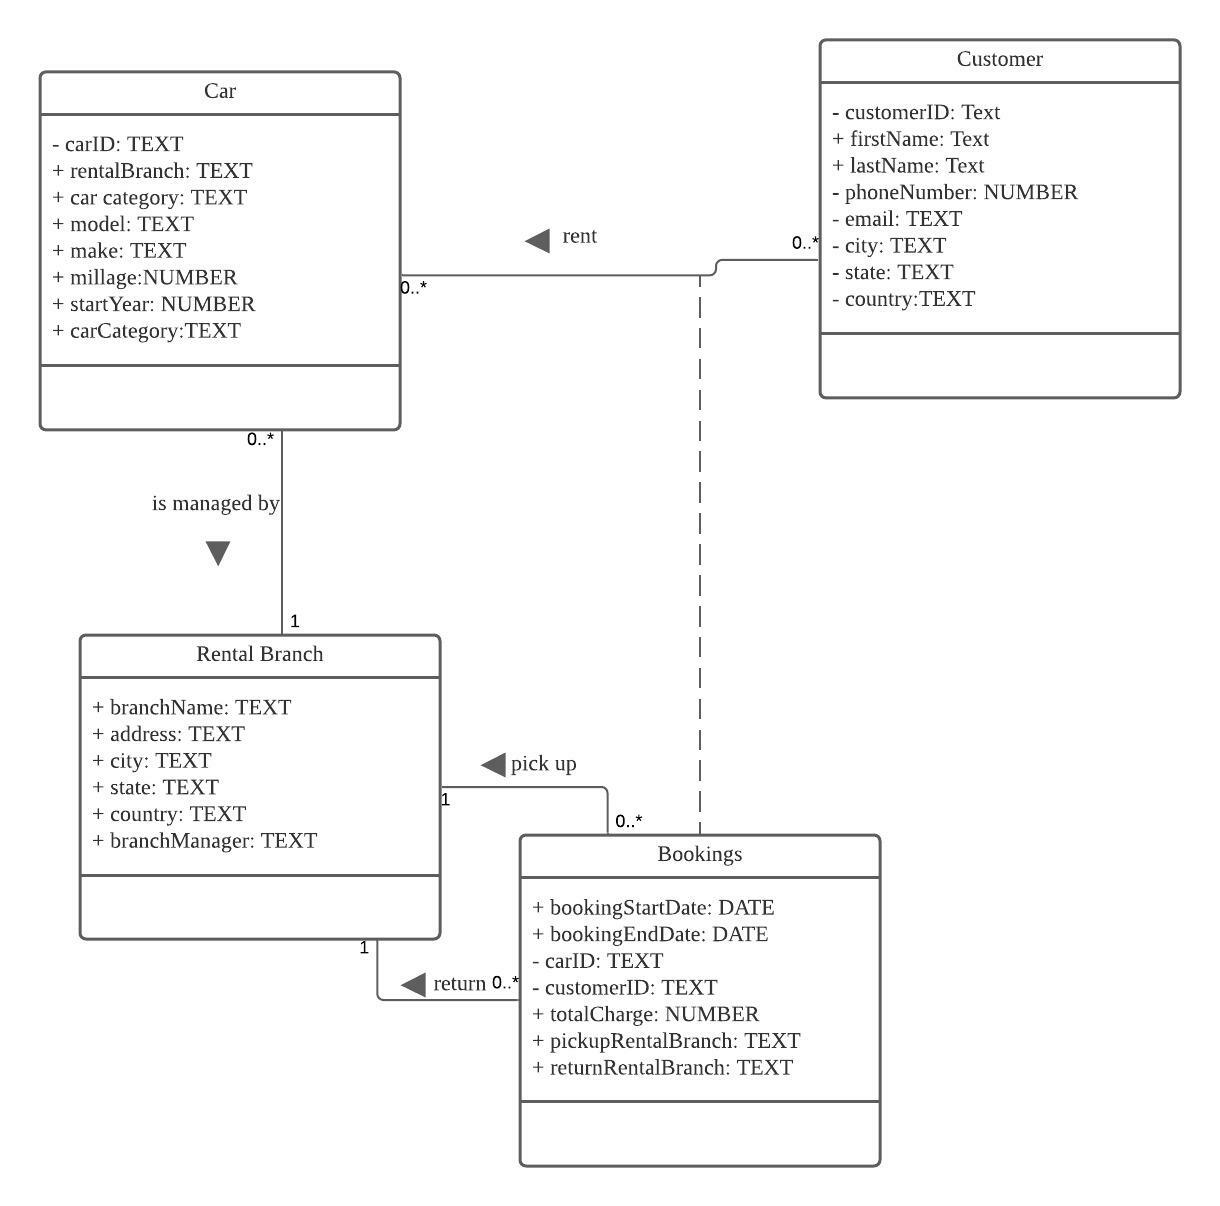 Car
- carID: TEXT
+ rentalBranch: TEXT
+ car category: TEXT
+ model: TEXT
+ make: TEXT
+ millage:NUMBER
+ startYear: NUMBER
+ carCategory:TEXT
Customer
- customerID: Text
+ firstName: Text
+ lastName: Text
- phoneNumber: NUMBER
- email: TEXT
- city: TEXT
- state: TEXT
- country:TEXT
rent
0..*
0..*
0..*
is managed by
1
Rental Branch
+ branchName: TEXT
+ address: TEXT
+ city: TEXT
+ state: TEXT
+ country: TEXT
+ branchManager: TEXT
pick up
1
0..*
1
return
0..*
Bookings
+ bookingStartDate: DATE
+ bookingEndDate: DATE
- carID: TEXT
- customerID: TEXT
+ totalCharge: NUMBER
+ pickupRentalBranch: TEXT
+ returnRentalBranch: TEXT